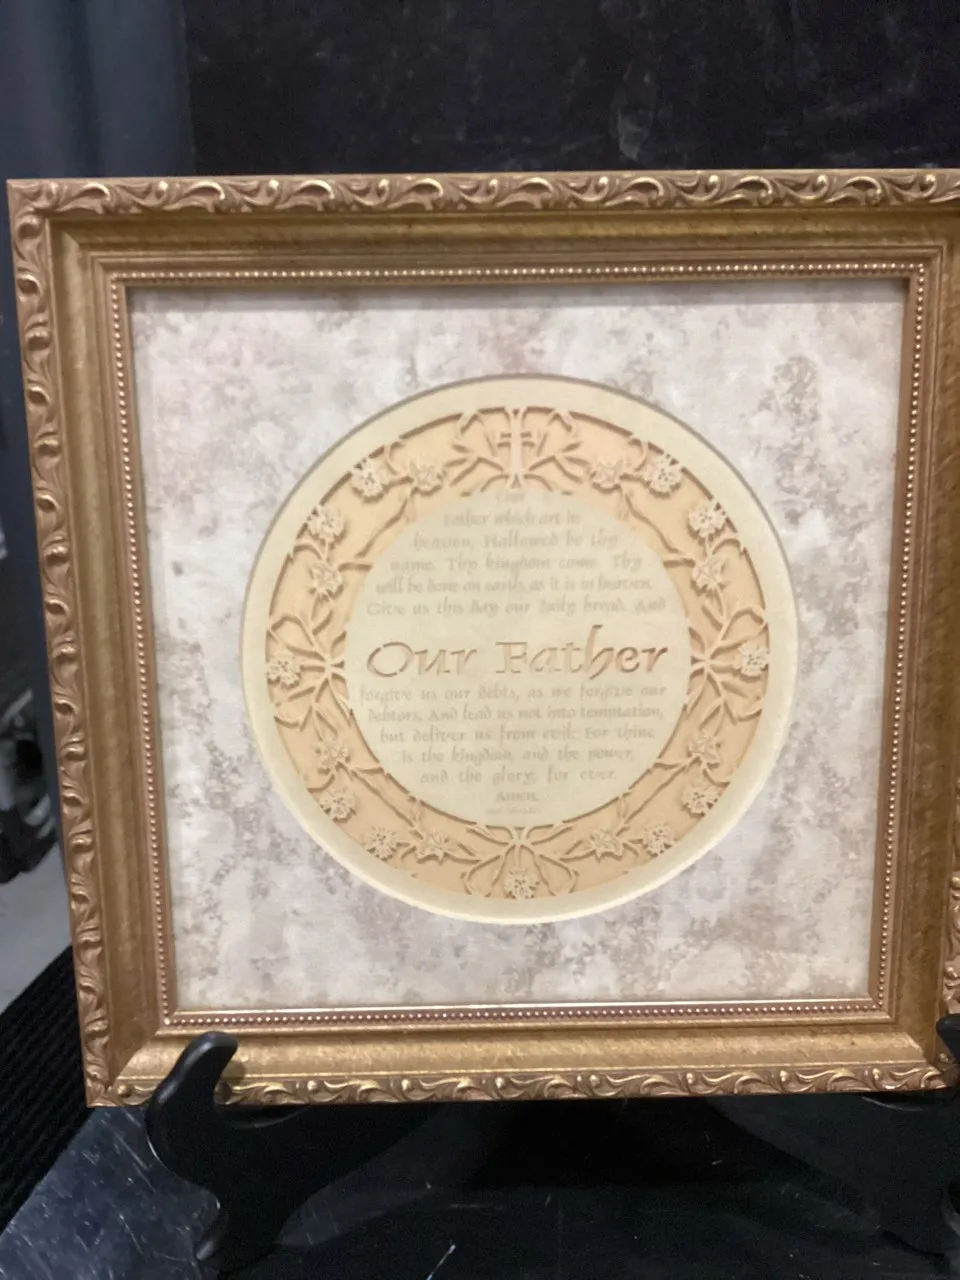 Our
Father which art in
heaven, Hallowed be thy
name. Thy kingdom come. Thy
will be done on earth, as it is in heaven.
Give us this day our daily bread. And
Our Father
forgive us our debts, as we forgive our
debtors. And lead us not into temptation,
but deliver us from evil: For thine
is the kingdom, and the power,
and the glory, for ever.
Amen.